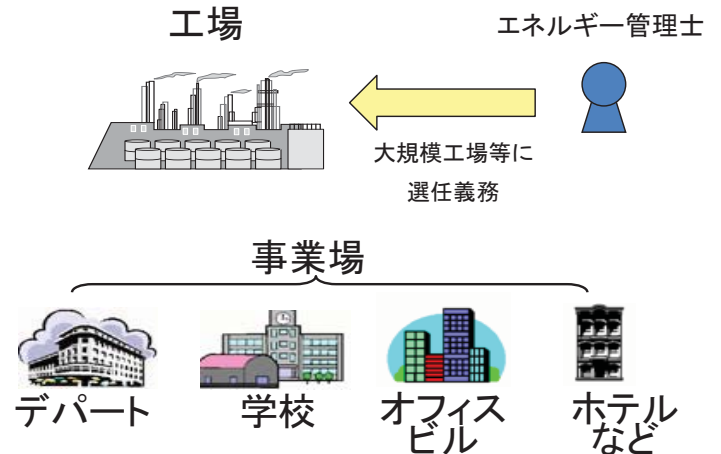 工場
エネルギー管理士
大規模工場等に
選任義務
事業場
デパート
学校
オフィス
ビル
ホテル
など